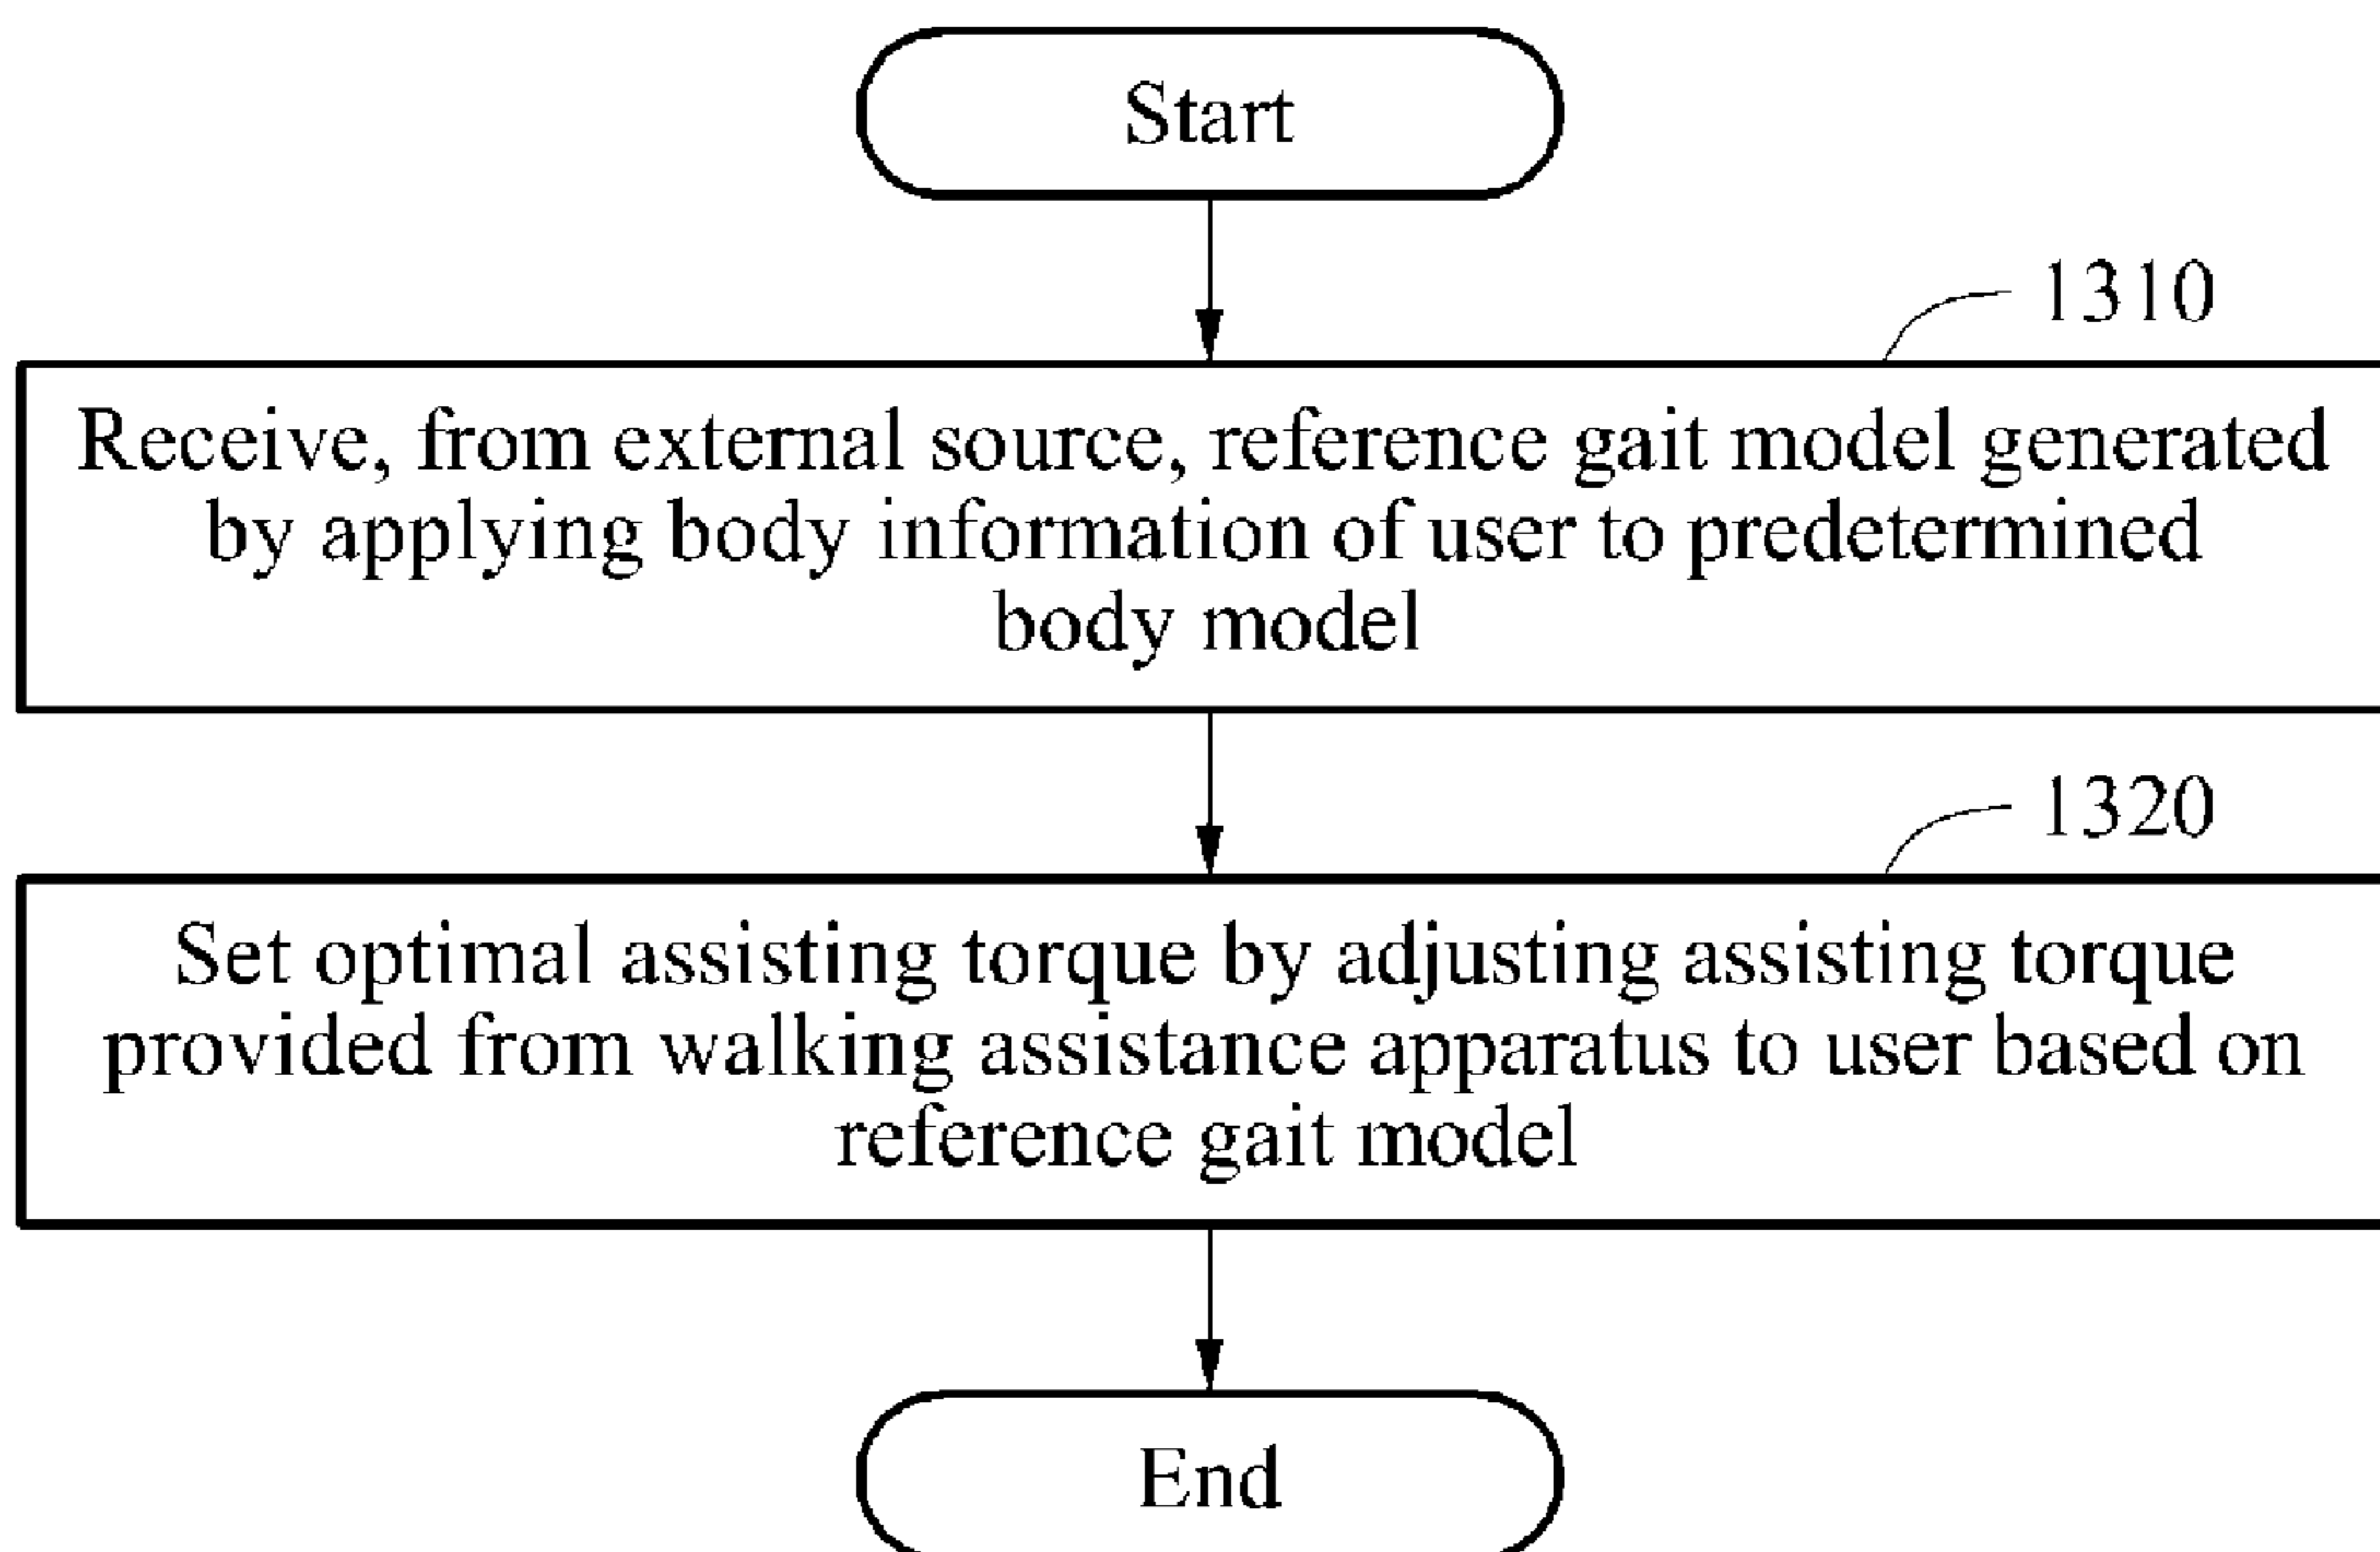 Start
1310
Receive, from external source, reference gait model generated
by applying body information of user to predetermined
body model
1320
Set optimal assisting torque by adjusting assisting torque
provided from walking assistance apparatus to user based on
reference gait model
End